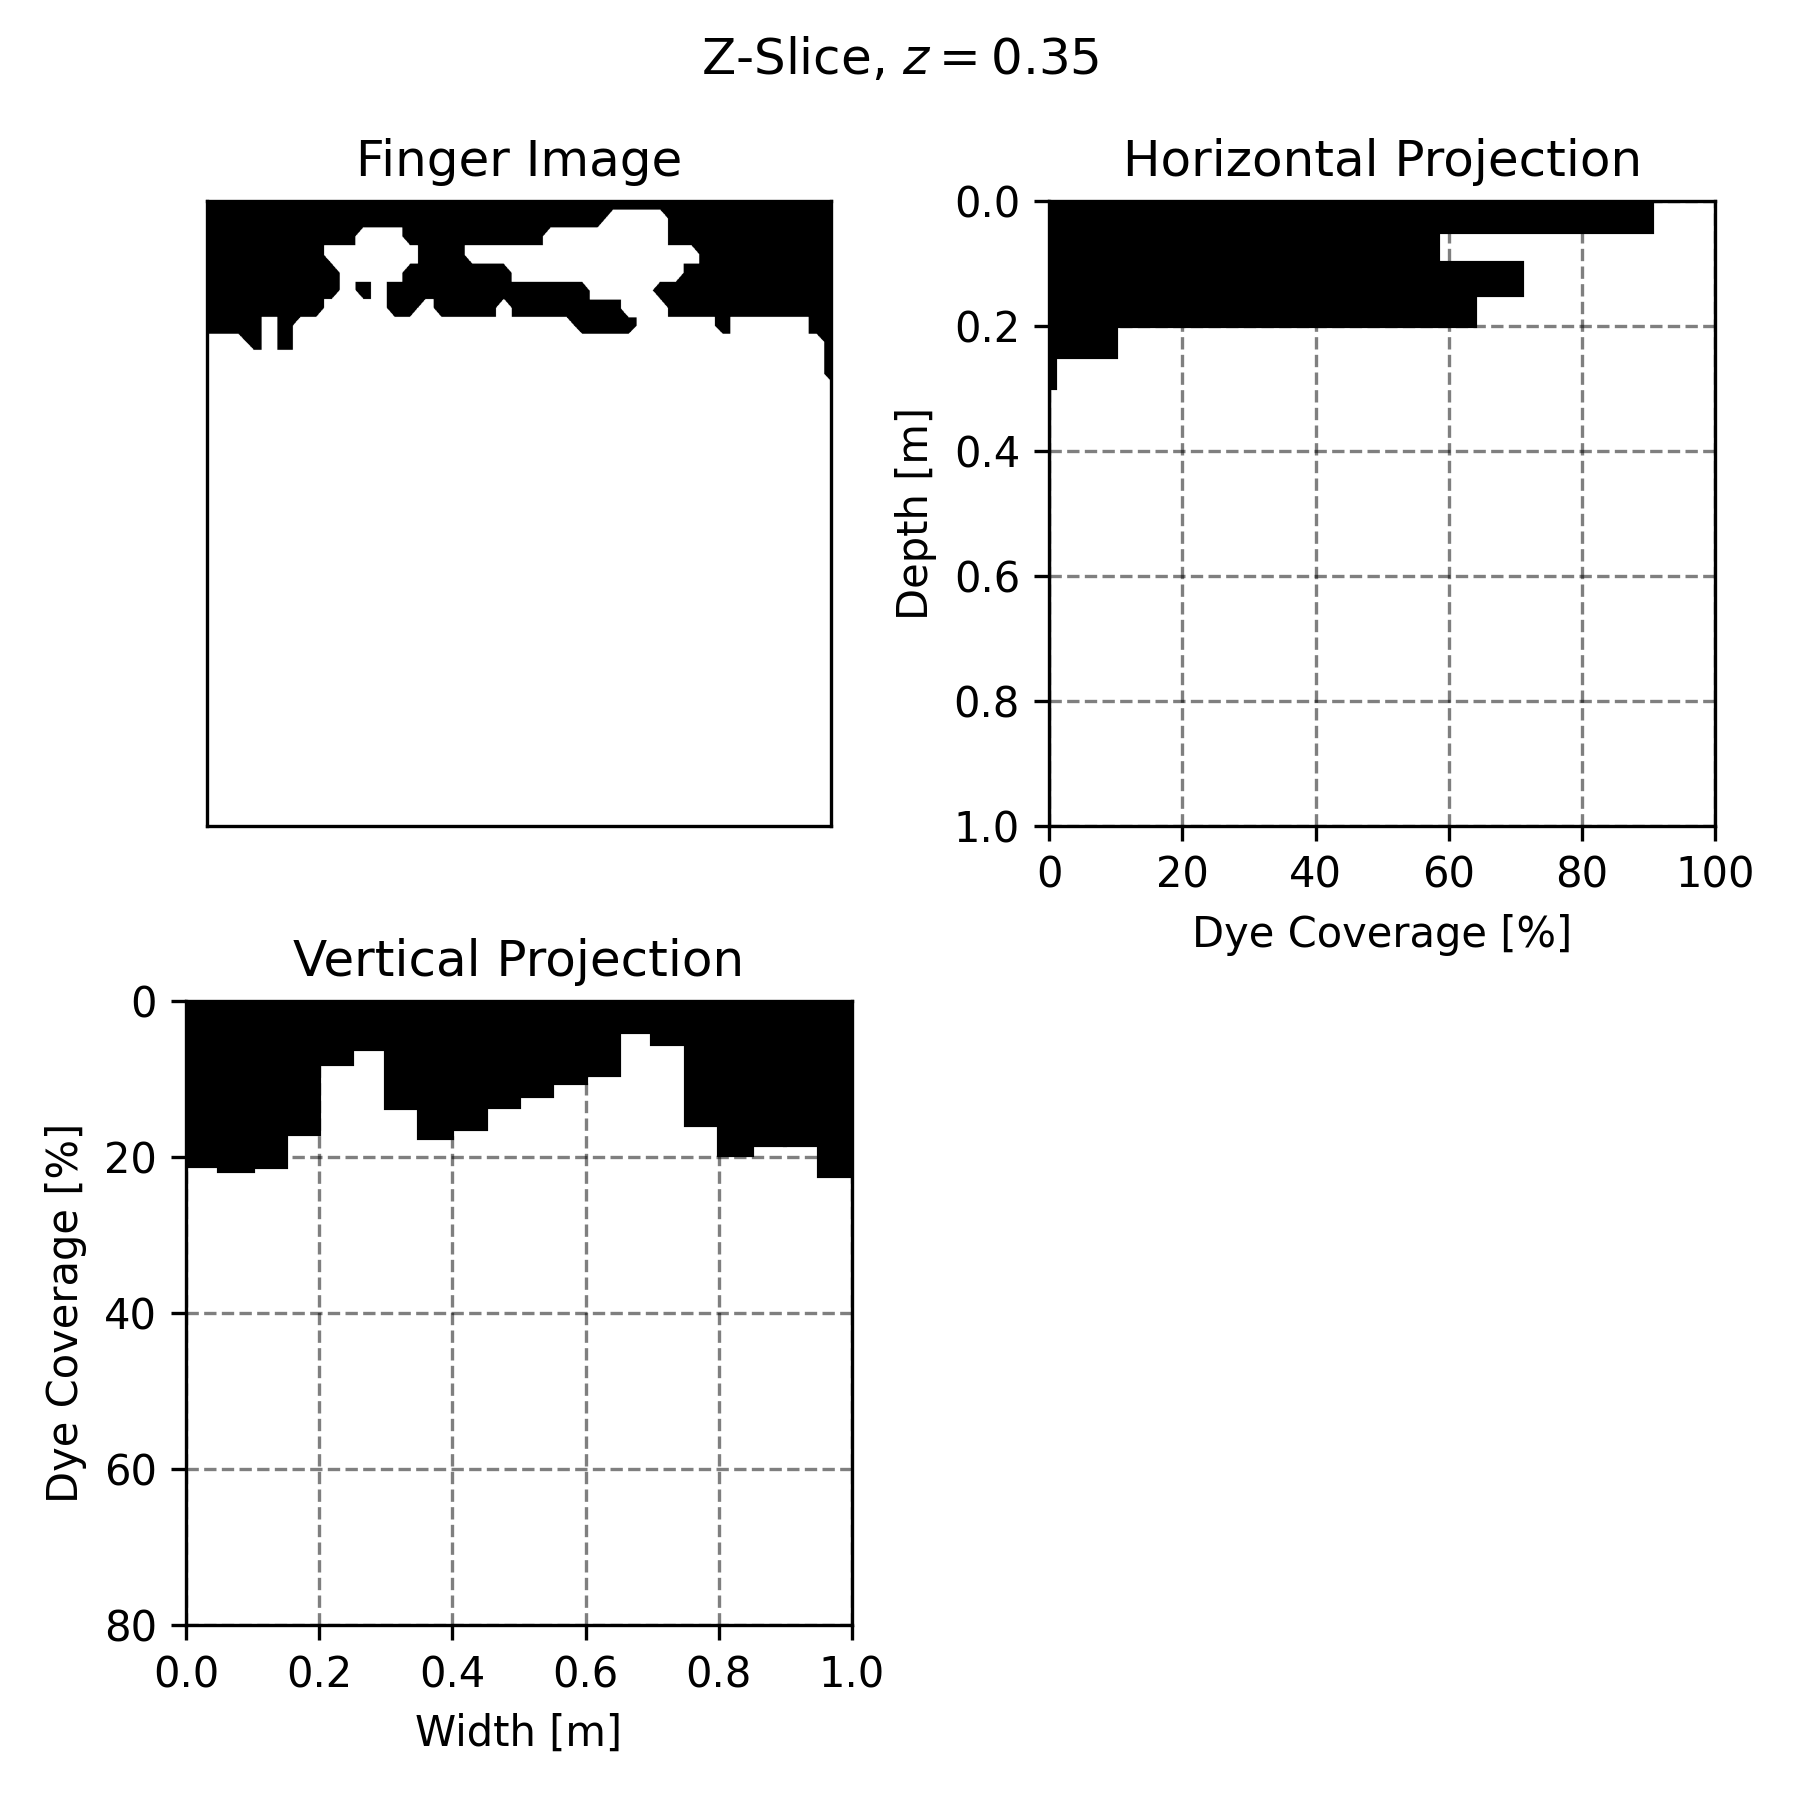 Z-Slice, z = 0.35
Finger Image
Horizontal Projection
0.0
0.2
0.4
0.6
0.8
1.0
Depth [m]
0 20 40 60 80 100
Dye Coverage [%]
Vertical Projection
0
20
40
60
80
Dye Coverage [%]
0.0 0.2 0.4 0.6 0.8 1.0
Width [m]